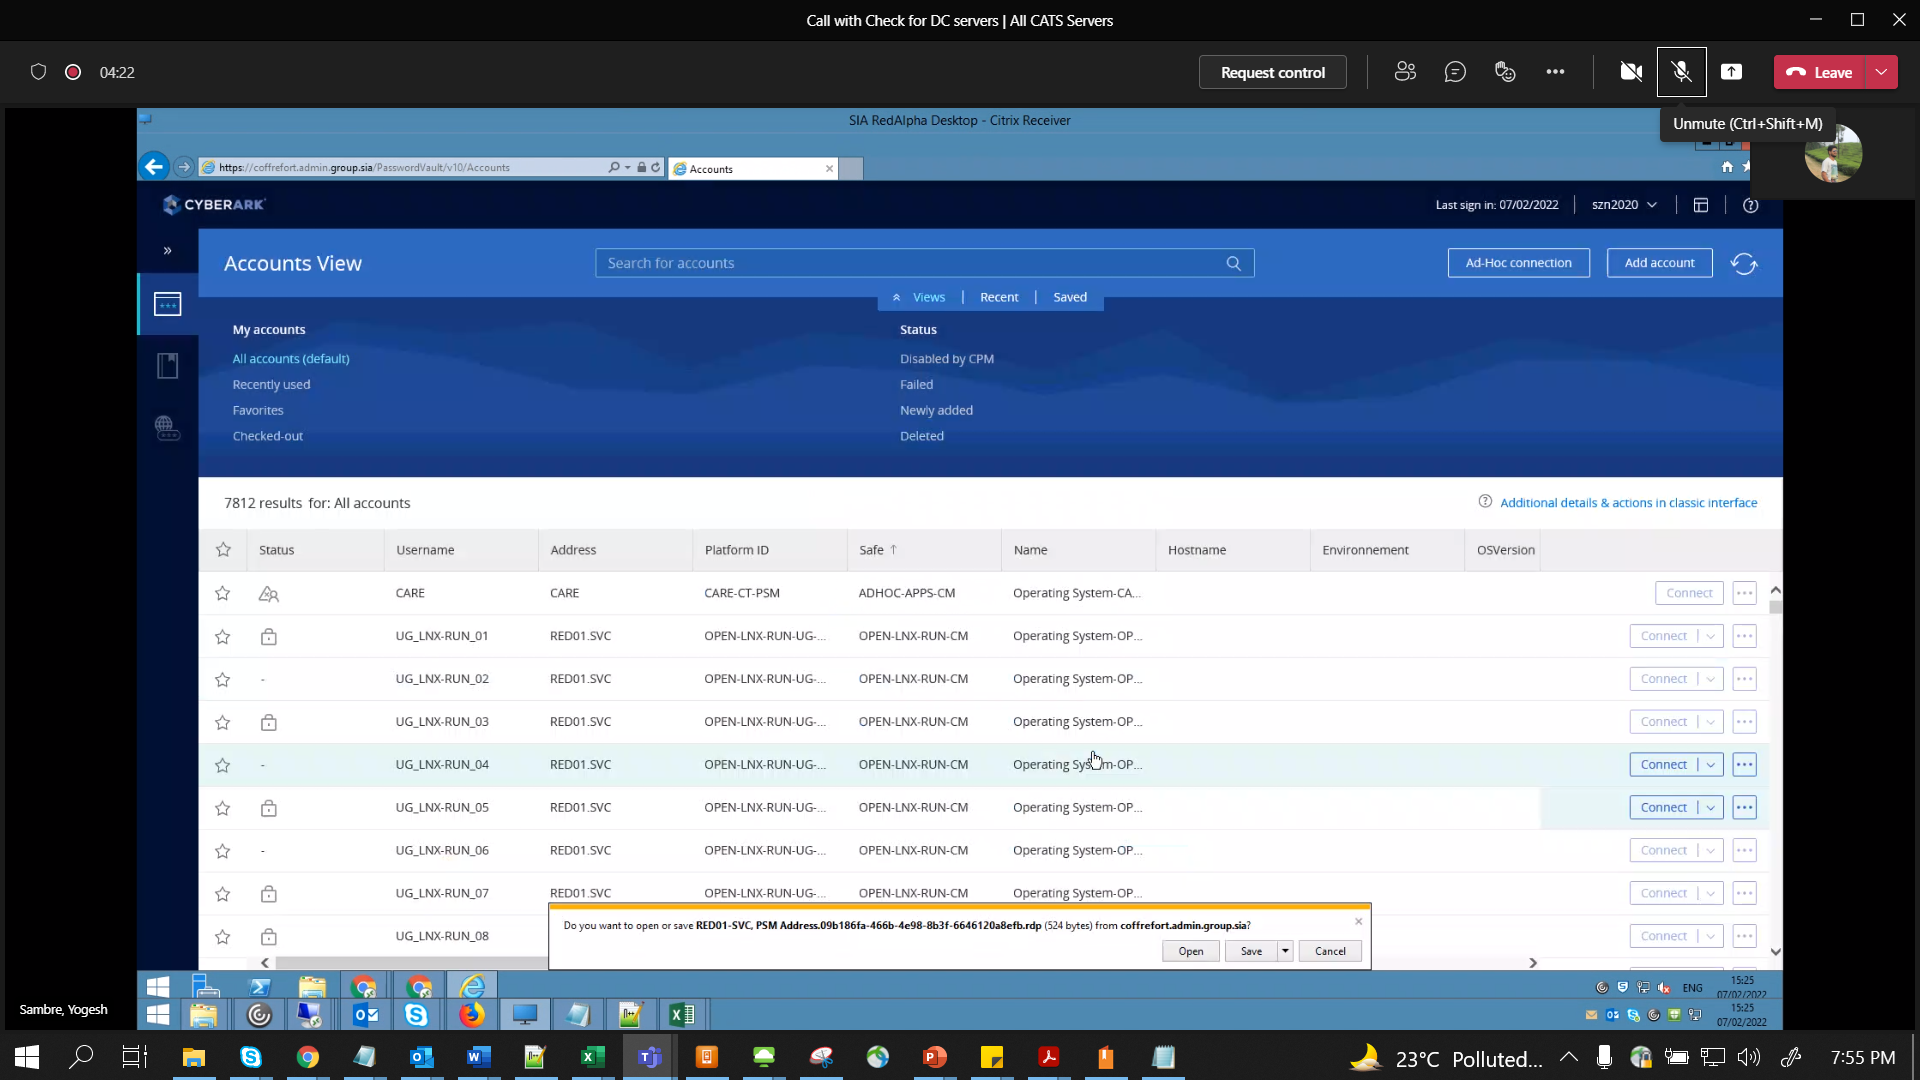 Call with Check for DC servers | All CATS Servers
04:22
Request control
Leave
Unmute (Ctrl+Shift+M)
SIA RedAlpha Desktop - Citrix Receiver
https://coffrefort.admin.group.sia/PasswordVault/v10/Accounts
Accounts
CYBERARK
Last sign in: 07/02/2022
szn2020
Accounts View
Search for accounts
Ad-Hoc connection
Add account
Views
Recent
Saved
My accounts
Status
All accounts (default)
Disabled by CPM
Recently used
Failed
Favorites
Newly added
Checked-out
Deleted
7812 results for: All accounts
Additional details & actions in classic interface
Status Username Address Platform ID Safe ↑ Name Hostname Environnement OSVersion
CARE CARE CARE-CT-PSM ADHOC-APPS-CM Operating System-CA... Connect
UG_LNX-RUN_01 RED01.SVC OPEN-LNX-RUN-UG-... OPEN-LNX-RUN-CM Operating System-OP... Connect
- UG_LNX-RUN_02 RED01.SVC OPEN-LNX-RUN-UG-... OPEN-LNX-RUN-CM Operating System-OP... Connect
UG_LNX-RUN_03 RED01.SVC OPEN-LNX-RUN-UG-... OPEN-LNX-RUN-CM Operating System-OP... Connect
- UG_LNX-RUN_04 RED01.SVC OPEN-LNX-RUN-UG-... OPEN-LNX-RUN-CM Operating System-OP... Connect
UG_LNX-RUN_05 RED01.SVC OPEN-LNX-RUN-UG-... OPEN-LNX-RUN-CM Operating System-OP... Connect
- UG_LNX-RUN_06 RED01.SVC OPEN-LNX-RUN-UG-... OPEN-LNX-RUN-CM Operating System-OP... Connect
UG_LNX-RUN_07 RED01.SVC OPEN-LNX-RUN-UG-... OPEN-LNX-RUN-CM Operating System-OP... Connect
UG_LNX-RUN_08 Connect
Do you want to open or save RED01-SVC, PSM Address.09b186fa-466b-4e98-8b3f-6646120a8efb.rdp (524 bytes) from coffrefort.admin.group.sia?
Open
Save
Cancel
ENG
15:25
07/02/2022
15:25
07/02/2022
Sambre, Yogesh
23°C Polluted...
7:55 PM